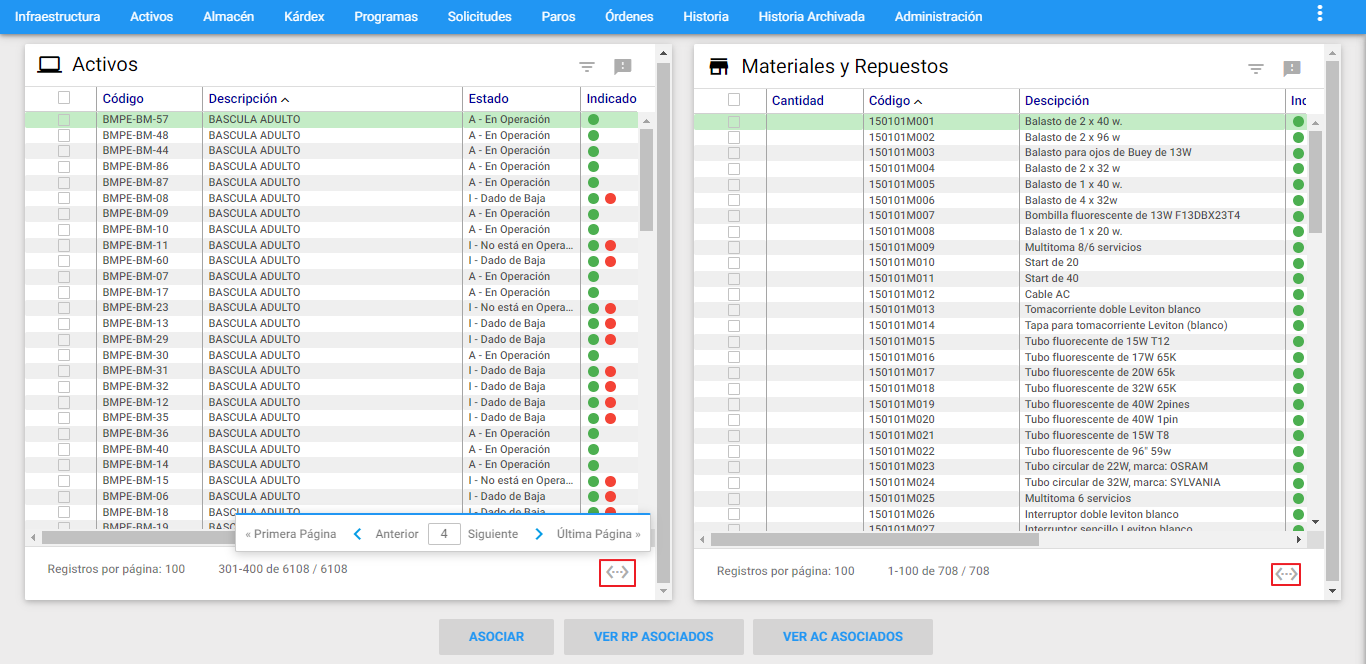 Infraestructura Activos Almacén Kárdex Programas Solicitudes Paros Órdenes Historia Historia Archivada Administración
Activos
Código Descripción Estado Indicado
BMPE-BM-57 BASCULA ADULTO A - En Operación
BMPE-BM-48 BASCULA ADULTO A - En Operación
BMPE-BM-44 BASCULA ADULTO A - En Operación
BMPE-BM-86 BASCULA ADULTO A - En Operación
BMPE-BM-87 BASCULA ADULTO A - En Operación
BMPE-BM-08 BASCULA ADULTO I - Dado de Baja
BMPE-BM-09 BASCULA ADULTO A - En Operación
BMPE-BM-10 BASCULA ADULTO A - En Operación
BMPE-BM-11 BASCULA ADULTO I - No está en Opera...
BMPE-BM-60 BASCULA ADULTO I - Dado de Baja
BMPE-BM-07 BASCULA ADULTO A - En Operación
BMPE-BM-17 BASCULA ADULTO A - En Operación
BMPE-BM-23 BASCULA ADULTO I - No está en Opera...
BMPE-BM-13 BASCULA ADULTO I - Dado de Baja
BMPE-BM-29 BASCULA ADULTO I - Dado de Baja
BMPE-BM-30 BASCULA ADULTO A - En Operación
BMPE-BM-31 BASCULA ADULTO I - Dado de Baja
BMPE-BM-32 BASCULA ADULTO I - Dado de Baja
BMPE-BM-12 BASCULA ADULTO I - Dado de Baja
BMPE-BM-35 BASCULA ADULTO I - Dado de Baja
BMPE-BM-36 BASCULA ADULTO A - En Operación
BMPE-BM-40 BASCULA ADULTO A - En Operación
BMPE-BM-14 BASCULA ADULTO A - En Operación
BMPE-BM-15 BASCULA ADULTO I - No está en Opera...
BMPE-BM-06 BASCULA ADULTO I - Dado de Baja
BMPE-BM-18 BASCULA ADULTO I - Dado de Baja
BMPE-BM-19 BASCU
« Primera Página Anterior 4 Siguiente Última Página »
Registros por página: 100 301-400 de 6108 / 6108
Materiales y Repuestos
Cantidad Código Descipción Inc
150101M001 Balasto de 2 x 40 w.
150101M002 Balasto de 2 x 96 w
150101M003 Balasto para ojos de Buey de 13W
150101M004 Balasto de 2 x 32 w
150101M005 Balasto de 1 x 40 w.
150101M006 Balasto de 4 x 32w
150101M007 Bombilla fluorescente de 13W F13DBX23T4
150101M008 Balasto de 1 x 20 w.
150101M009 Multitoma 8/6 servicios
150101M010 Start de 20
150101M011 Start de 40
150101M012 Cable AC
150101M013 Tomacorriente doble Leviton blanco
150101M014 Tapa para tomacorriente Leviton (blanco)
150101M015 Tubo fluorecente de 15W T12
150101M016 Tubo fluorescente de 17W 65K
150101M017 Tubo fluorescente de 20W 65k
150101M018 Tubo fluorescente de 32W 65K
150101M019 Tubo fluorescente de 40W 2pines
150101M020 Tubo fluorescente de 40W 1pin
150101M021 Tubo fluorescente de 15W T8
150101M022 Tubo fluorescente de 96" 59w
150101M023 Tubo circular de 22W, marca: OSRAM
150101M024 Tubo circular de 32W, marca: SYLVANIA
150101M025 Multitoma 6 servicios
150101M026 Interruptor doble leviton blanco
150101M027 Interruptor sencillo Leviton blanco
Registros por página: 100 1-100 de 708 / 708
ASOCIAR VER RP ASOCIADOS VER AC ASOCIADOS